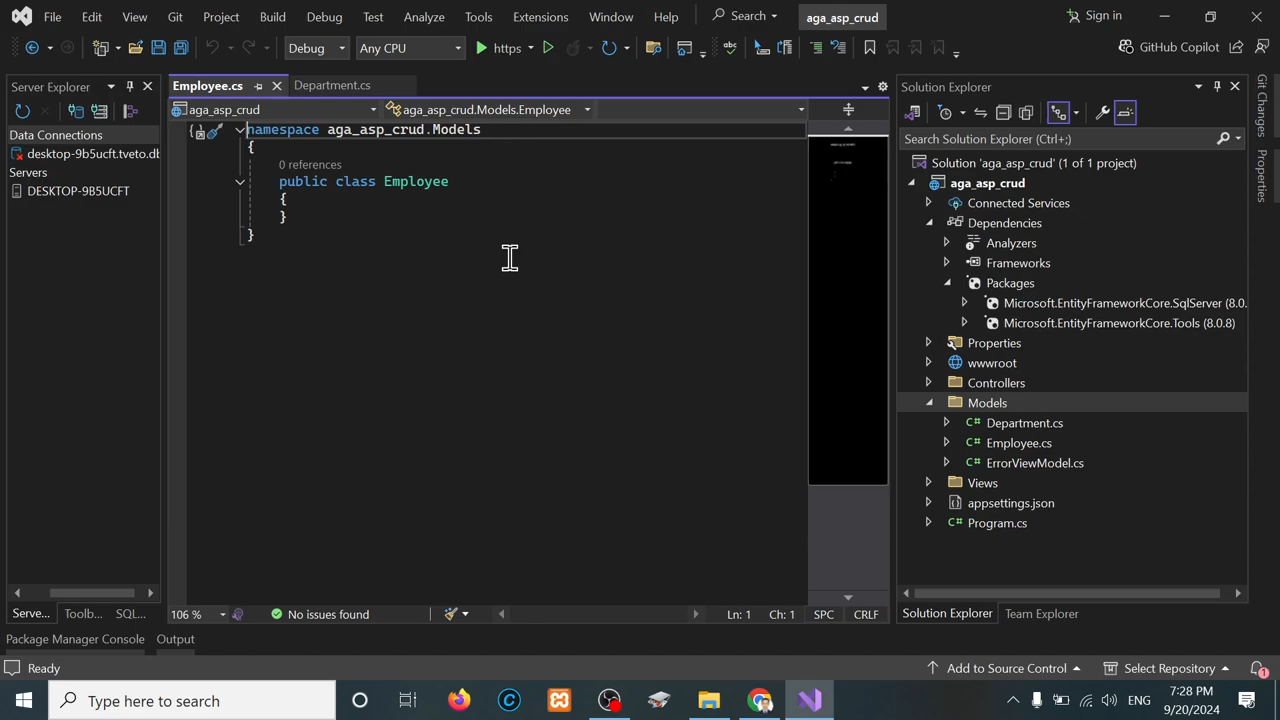 File Edit View Git Project Build Debug Test Analyze Tools Extensions Window Help Search aga_asp_crud Sign in
Debug Any CPU https GitHub Copilot
Server Explorer
Data Connections
desktop-9b5ucft.tveto.db
Servers
DESKTOP-9B5UCFT
Serve... Toolb... SQL...
Employee.cs Department.cs
aga_asp_crud aga_asp_crud.Models.Employee
namespace aga_asp_crud.Models
{
0 references
public class Employee
{
}
}
106 % No issues found Ln: 1 Ch: 1 SPC CRLF
Solution Explorer
Search Solution Explorer (Ctrl+;)
Solution 'aga_asp_crud' (1 of 1 project)
aga_asp_crud
Connected Services
Dependencies
Analyzers
Frameworks
Packages
Microsoft.EntityFrameworkCore.SqlServer (8.0.
Microsoft.EntityFrameworkCore.Tools (8.0.8)
Properties
wwwroot
Controllers
Models
C# Department.cs
C# Employee.cs
C# ErrorViewModel.cs
Views
appsettings.json
C# Program.cs
Solution Explorer Team Explorer
Git Changes
Properties
Package Manager Console Output
Ready Add to Source Control Select Repository 1
Type here to search ENG 7:28 PM
9/20/2024